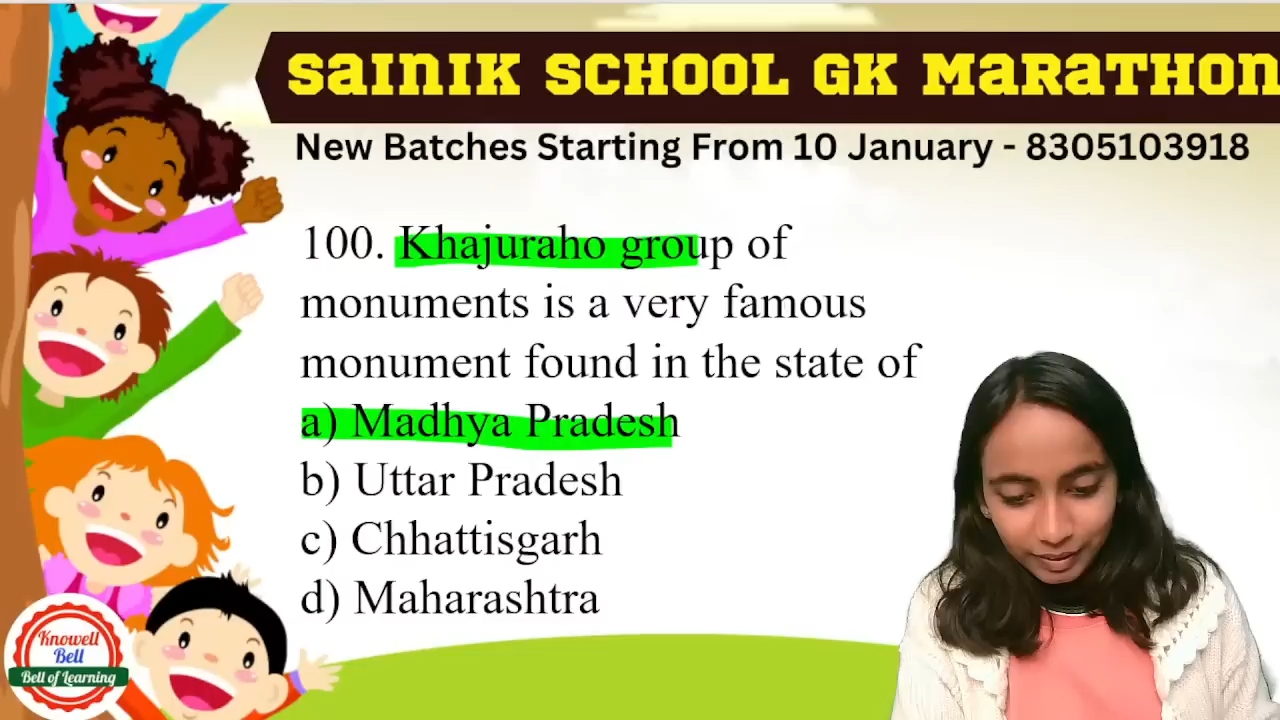 SAINIK SCHOOL GK MARATHON
New Batches Starting From 10 January - 8305103918
100. Khajuraho group of
monuments is a very famous
monument found in the state of
a) Madhya Pradesh
b) Uttar Pradesh
c) Chhattisgarh
d) Maharashtra
Knowell
Bell
Bell of Learning